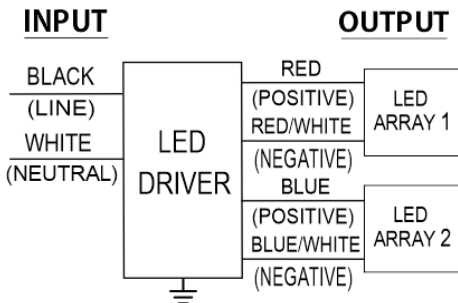 INPUT
OUTPUT
BLACK
(LINE)
WHITE
(NEUTRAL)
LED
DRIVER
RED
(POSITIVE)
RED/WHITE
(NEGATIVE)
BLUE
(POSITIVE)
BLUE/WHITE
(NEGATIVE)
LED
ARRAY 1
LED
ARRAY 2